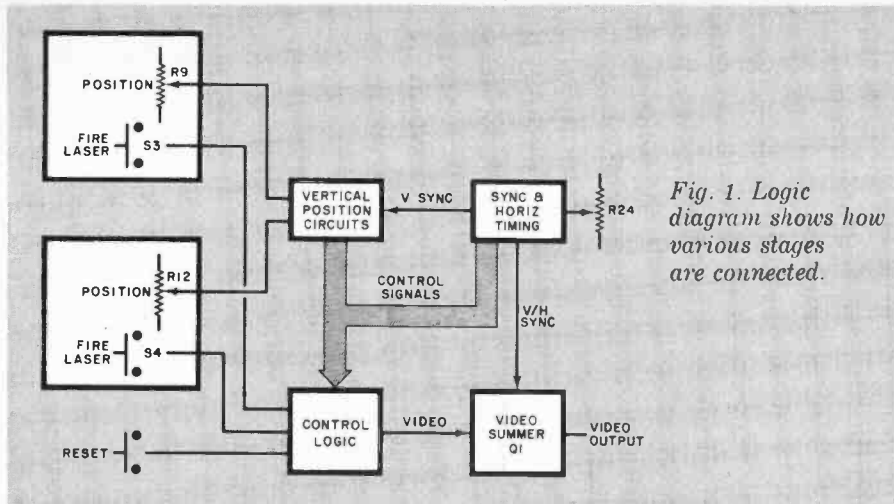 R9
POSITION
FIRE
LASER
S3
R12
POSITION
FIRE
LASER
S4
RESET
VERTICAL
POSITION
CIRCUITS
V SYNC
SYNC &
HORIZ
TIMING
R24
CONTROL
SIGNALS
V/H
SYNC
CONTROL
LOGIC
VIDEO
VIDEO
SUMMER
Q1
VIDEO
OUTPUT
Fig. 1. Logic
diagram shows how
various stages
are connected.